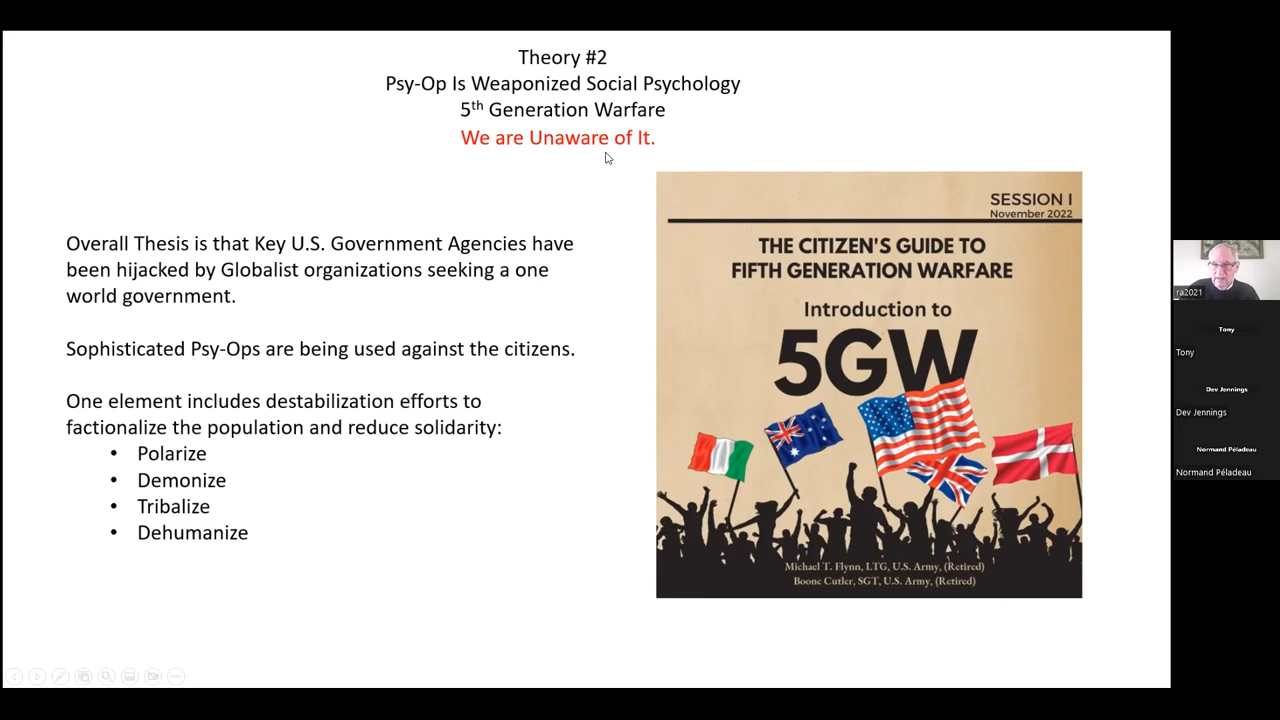 Theory #2
Psy-Op Is Weaponized Social Psychology
5th Generation Warfare
We are Unaware of It.
Overall Thesis is that Key U.S. Government Agencies have
been hijacked by Globalist organizations seeking a one
world government.
Sophisticated Psy-Ops are being used against the citizens.
One element includes destabilization efforts to
factionalize the population and reduce solidarity:
• Polarize
• Demonize
• Tribalize
• Dehumanize
SESSION I
November 2022
THE CITIZEN'S GUIDE TO
FIFTH GENERATION WARFARE
Introduction to
5GW
Michael T. Flynn, LTG, U.S. Army, (Retired)
Boone Cutler, SGT, U.S. Army, (Retired)
ra2021
Tony
Tony
Dev Jennings
Dev Jennings
Normand Péladeau
Normand Péladeau